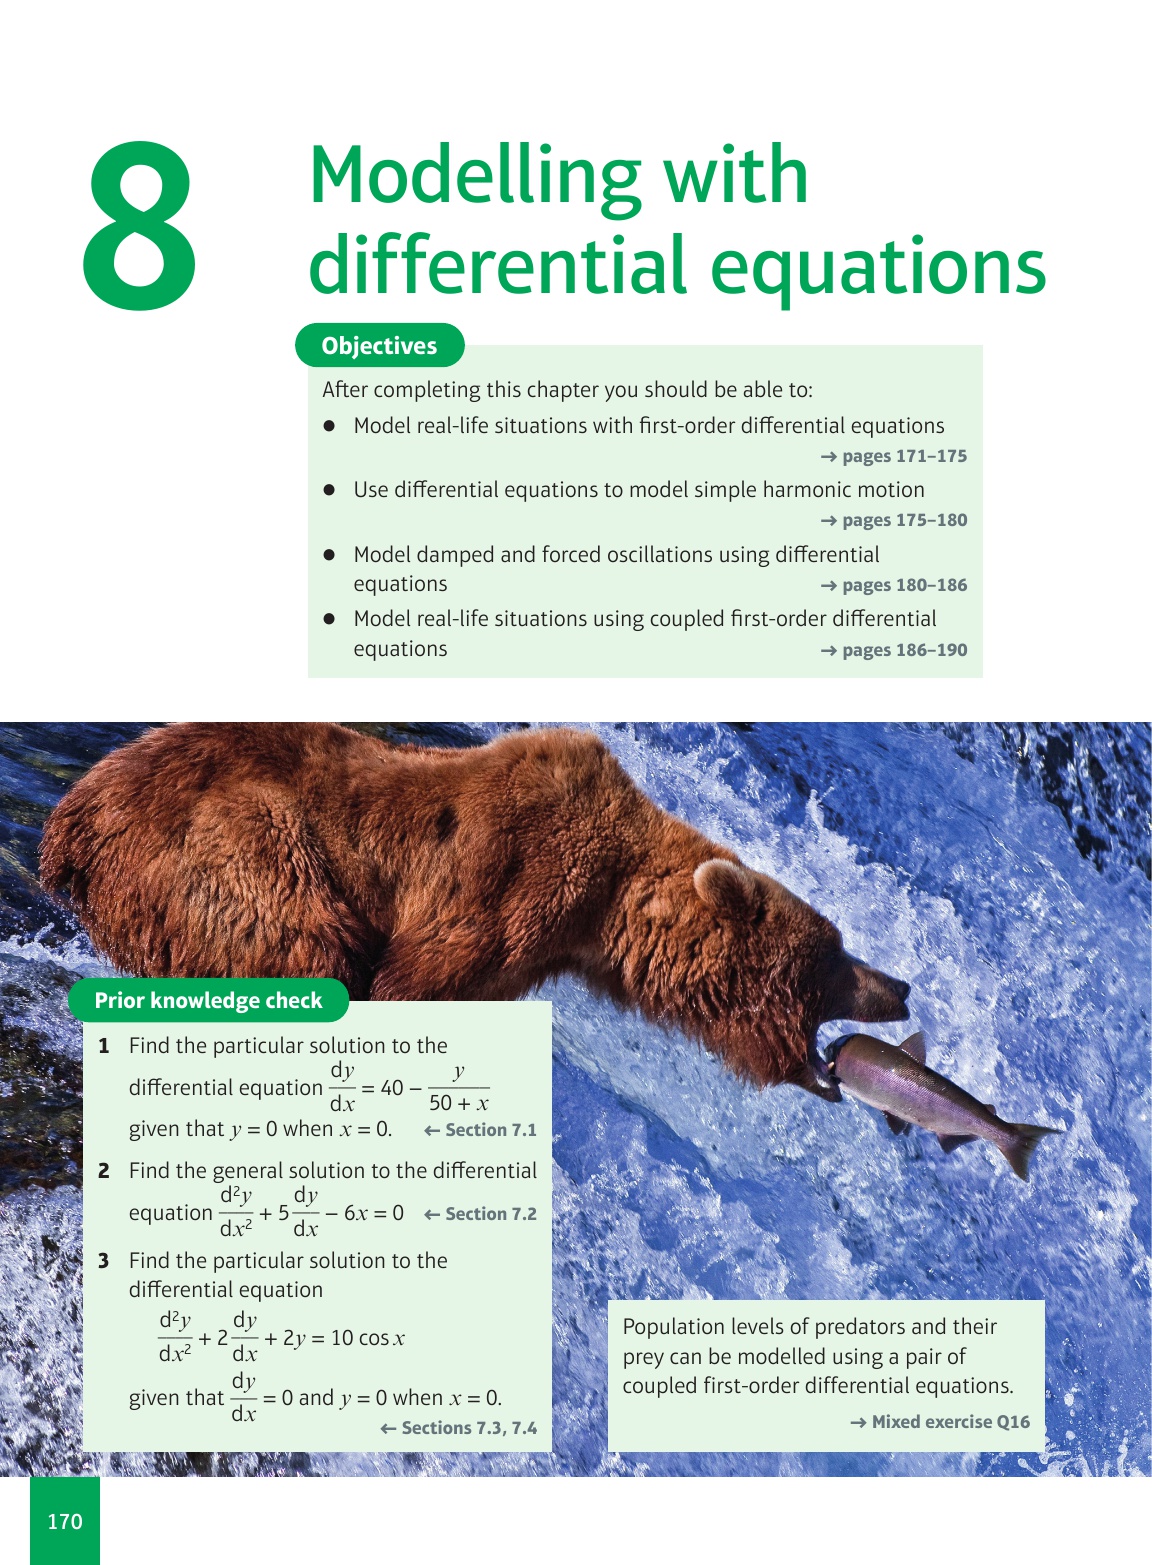 8
Modelling with
differential equations
Objectives
After completing this chapter you should be able to:
● Model real-life situations with first-order differential equations
→ pages 171–175
● Use differential equations to model simple harmonic motion
→ pages 175–180
● Model damped and forced oscillations using differential
equations → pages 180–186
● Model real-life situations using coupled first-order differential
equations → pages 186–190
Prior knowledge check
1 Find the particular solution to the
differential equation dy/dx = 40 − y/(50 + x)
given that y = 0 when x = 0. ← Section 7.1
2 Find the general solution to the differential
equation d²y/dx² + 5 dy/dx − 6x = 0 ← Section 7.2
3 Find the particular solution to the
differential equation
d²y/dx² + 2 dy/dx + 2y = 10 cos x
given that dy/dx = 0 and y = 0 when x = 0.
← Sections 7.3, 7.4
Population levels of predators and their
prey can be modelled using a pair of
coupled first-order differential equations.
→ Mixed exercise Q16
170